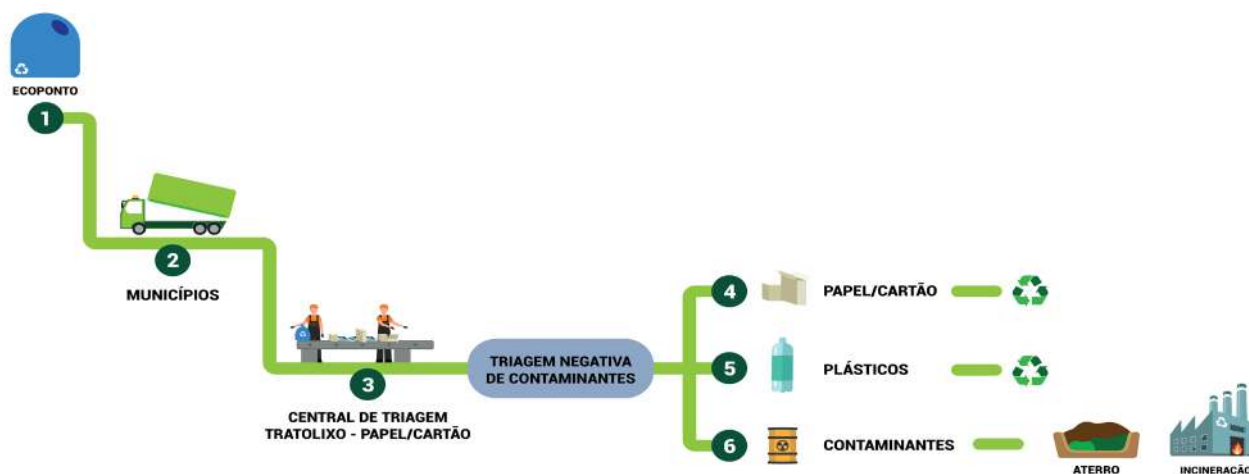 ECOPONTO
1
2
MUNICÍPIOS
3
CENTRAL DE TRIAGEM
TRATOLIXO - PAPEL/CARTÃO
TRIAGEM NEGATIVA
DE CONTAMINANTES
4 PAPEL/CARTÃO
5 PLÁSTICOS
6 CONTAMINANTES
ATERRO
INCINERAÇÃO